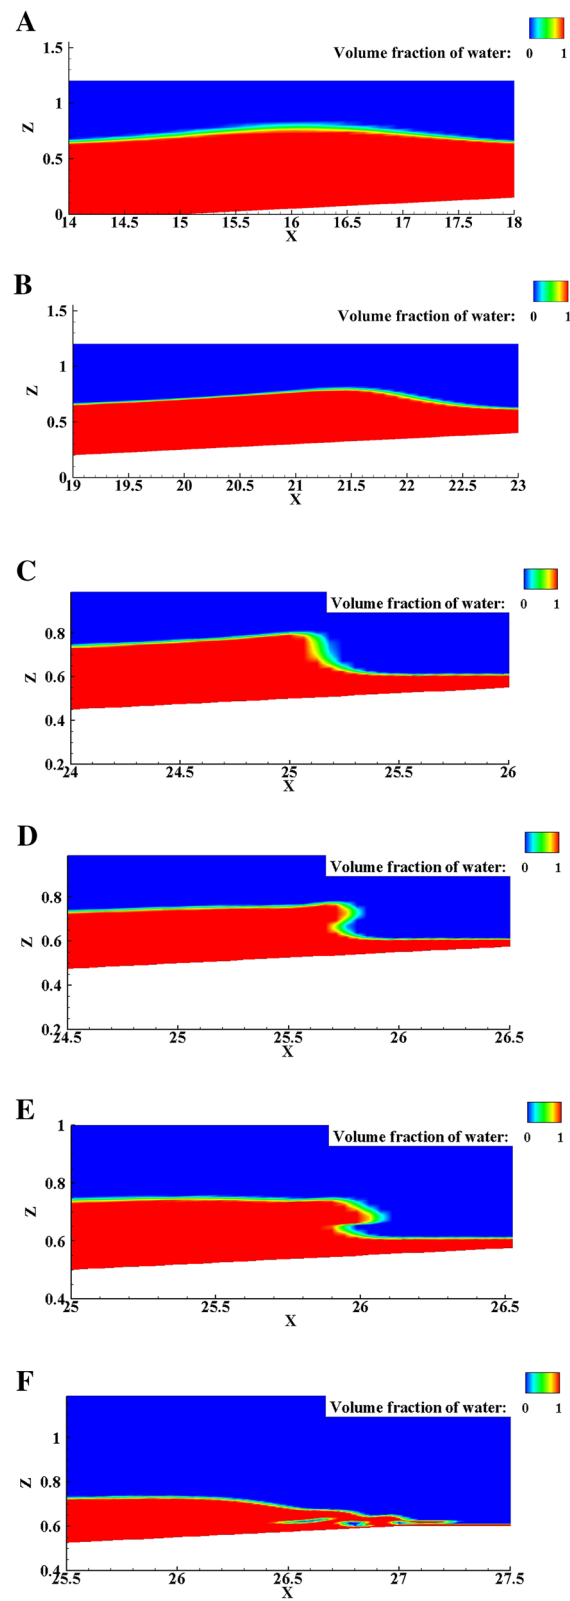 A
Volume fraction of water: 0 1
1.5
1
0.5
0
Z
14 14.5 15 15.5 16 16.5 17 17.5 18
X
B
Volume fraction of water: 0 1
1.5
1
0.5
0
Z
19 19.5 20 20.5 21 21.5 22 22.5 23
X
C
Volume fraction of water: 0 1
0.8
0.6
0.4
0.2
Z
24 24.5 25 25.5 26
X
D
Volume fraction of water: 0 1
0.8
0.6
0.4
0.2
Z
24.5 25 25.5 26 26.5
X
E
Volume fraction of water: 0 1
1
0.8
0.6
0.4
Z
25 25.5 26 26.5
X
F
Volume fraction of water: 0 1
1
0.8
0.6
0.4
Z
25.5 26 26.5 27 27.5
X